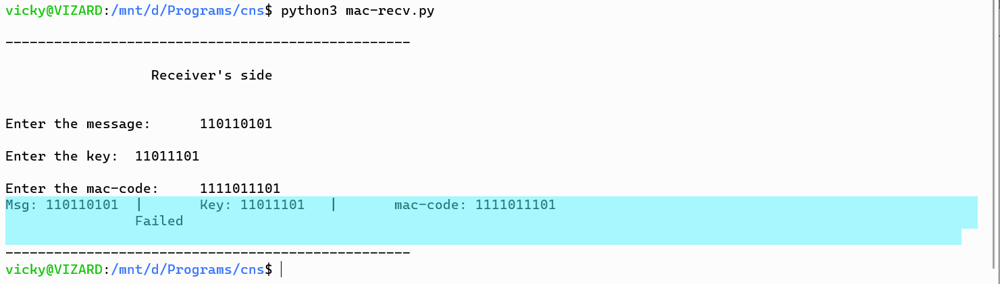 vicky@VIZARD:/mnt/d/Programs/cns$ python3 mac-recv.py
--------------------------------------------------
Receiver's side
Enter the message: 110110101
Enter the key: 11011101
Enter the mac-code: 1111011101
Msg: 110110101 | Key: 11011101 | mac-code: 1111011101
Failed
--------------------------------------------------
vicky@VIZARD:/mnt/d/Programs/cns$